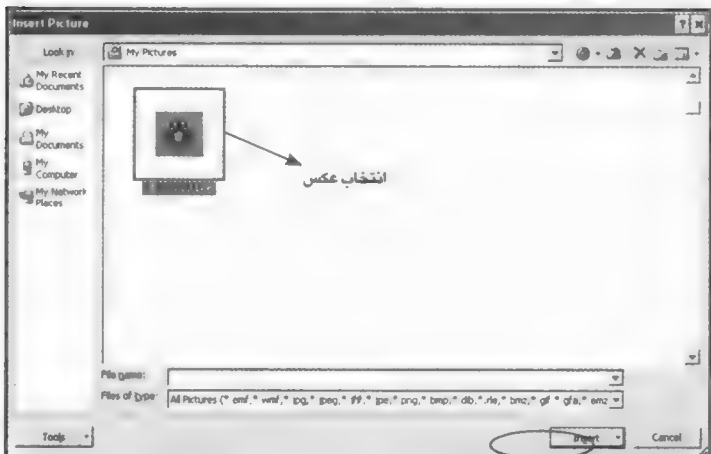 Insert Picture
Look in:
My Pictures
My Recent
Documents
Desktop
My
Documents
My
Computer
My Network
Places
انتخاب عکس
File name:
Files of type:
All Pictures (*.emf,*.wmf,*.jpg,*.jpeg,*.jfif,*.jpe,*.png,*.bmp,*.dib,*.rle,*.bmz,*.gif,*.gfa,*.emz
Tools
Insert
Cancel